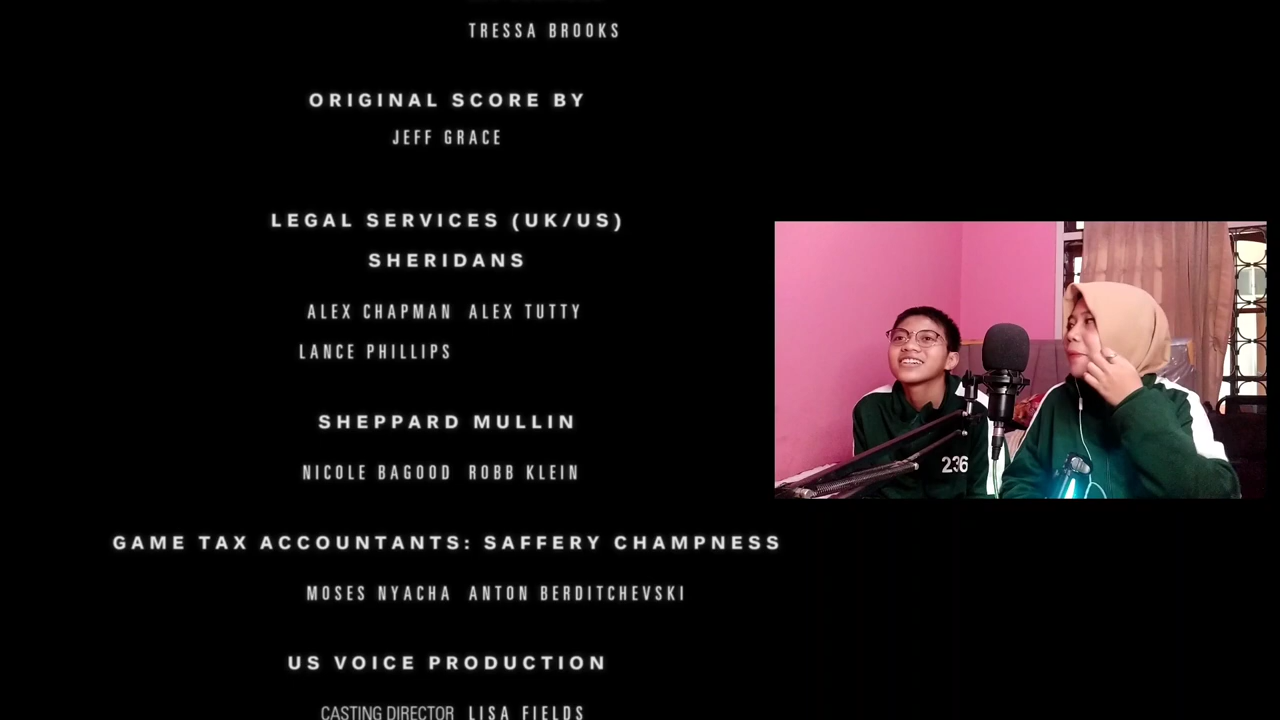 TRESSA BROOKS
ORIGINAL SCORE BY
JEFF GRACE
LEGAL SERVICES (UK/US)
SHERIDANS
ALEX CHAPMAN ALEX TUTTY
LANCE PHILLIPS
SHEPPARD MULLIN
NICOLE BAGOOD ROBB KLEIN
GAME TAX ACCOUNTANTS: SAFFERY CHAMPNESS
MOSES NYACHA ANTON BERDITCHEVSKI
US VOICE PRODUCTION
CASTING DIRECTOR LISA FIELDS
236